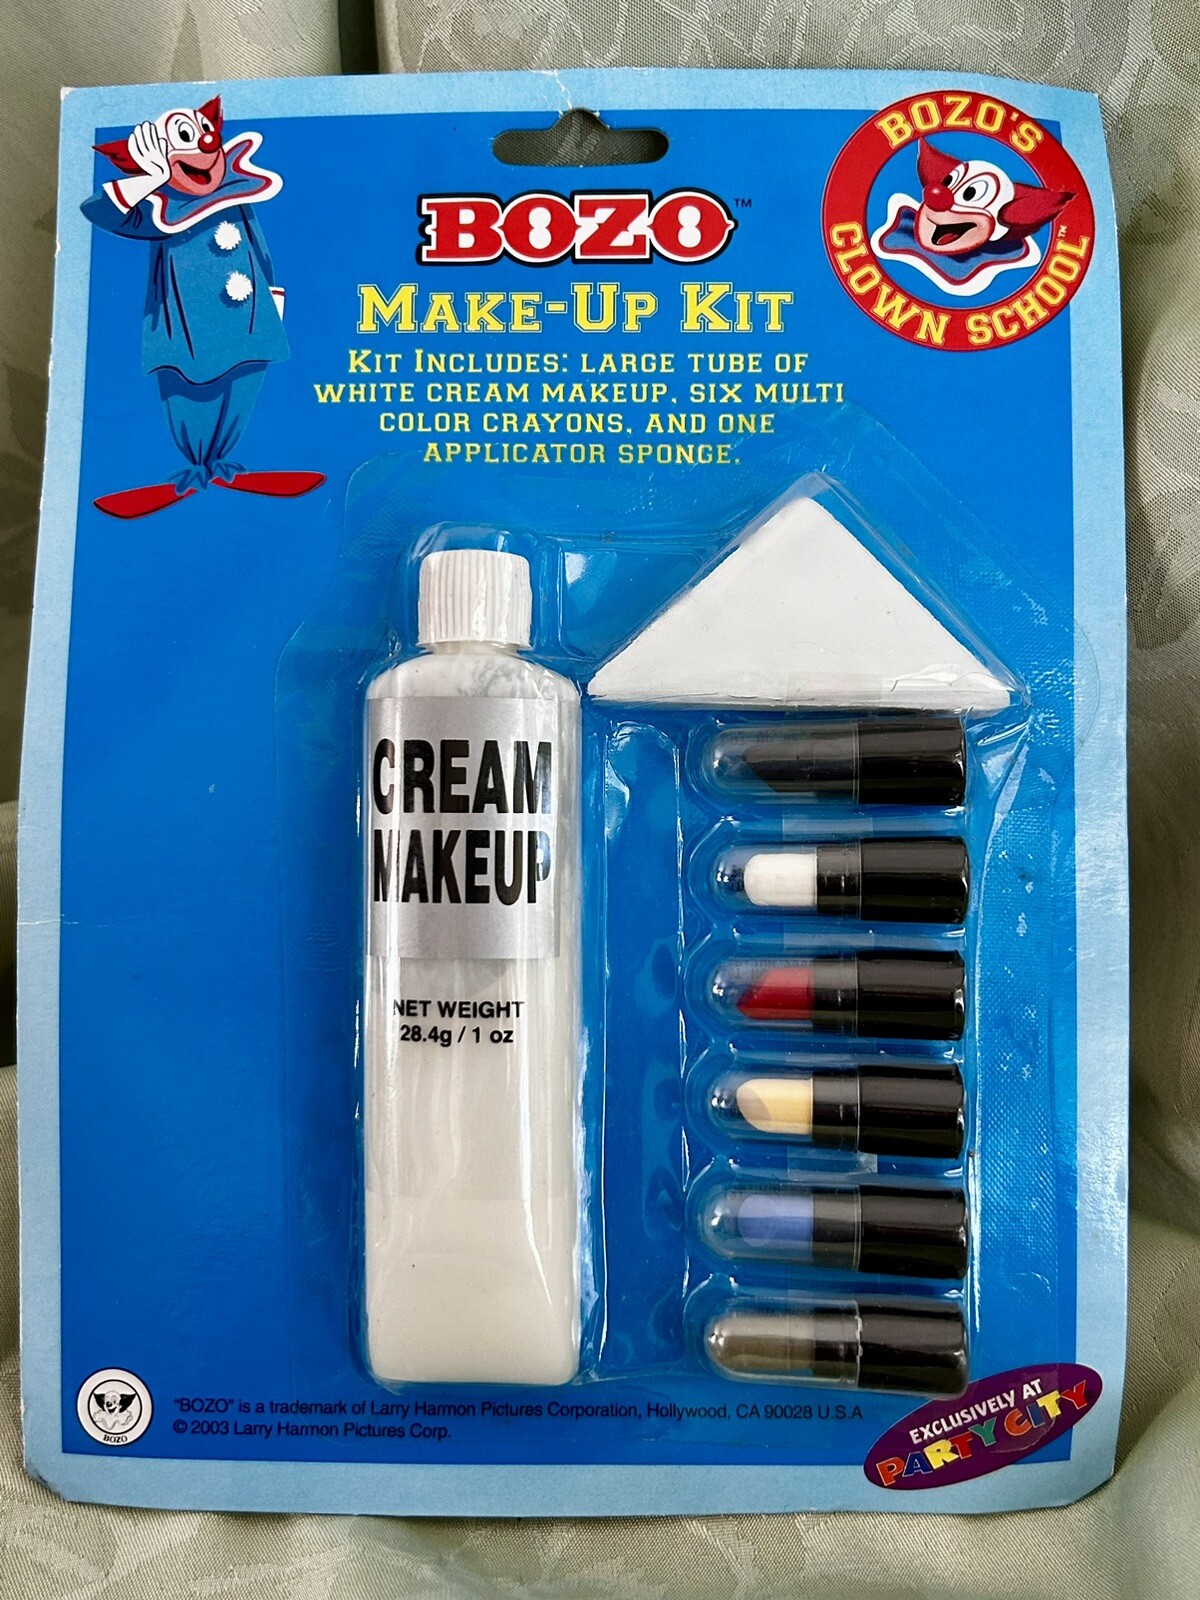 BOZO™
BOZO'S
CLOWN SCHOOL™
MAKE-UP KIT
KIT INCLUDES: LARGE TUBE OF
WHITE CREAM MAKEUP, SIX MULTI
COLOR CRAYONS, AND ONE
APPLICATOR SPONGE.
CREAM
MAKEUP
NET WEIGHT
28.4g / 1 oz
BOZO
"BOZO" is a trademark of Larry Harmon Pictures Corporation, Hollywood, CA 90028 U.S.A
© 2003 Larry Harmon Pictures Corp.
EXCLUSIVELY AT
PARTY CITY